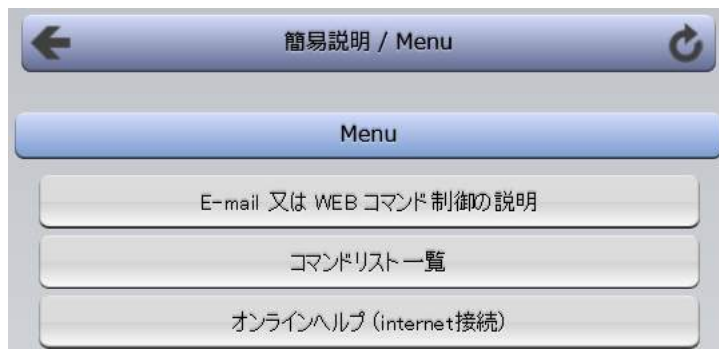 簡易説明 / Menu
Menu
E-mail 又は WEB コマンド制御の説明
コマンドリスト一覧
オンラインヘルプ (internet接続)